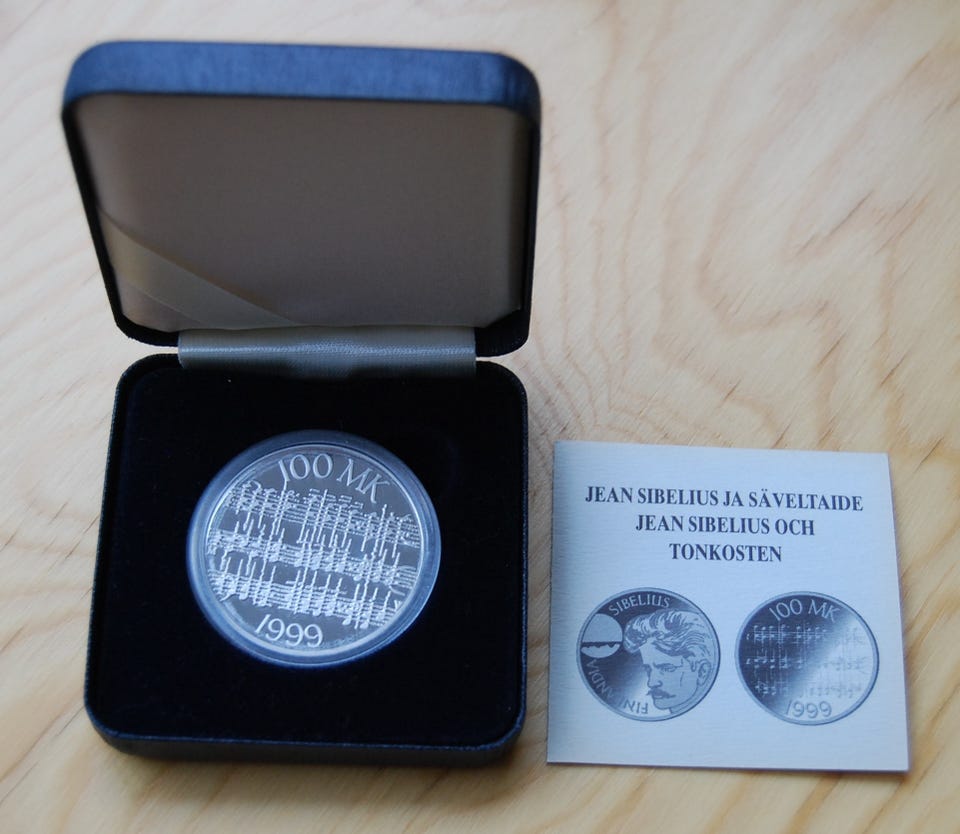 100 MK
1999
JEAN SIBELIUS JA SÄVELTAIDE
JEAN SIBELIUS OCH
TONKOSTEN
SIBELIUS
FINLANDIA
100 MK
1999